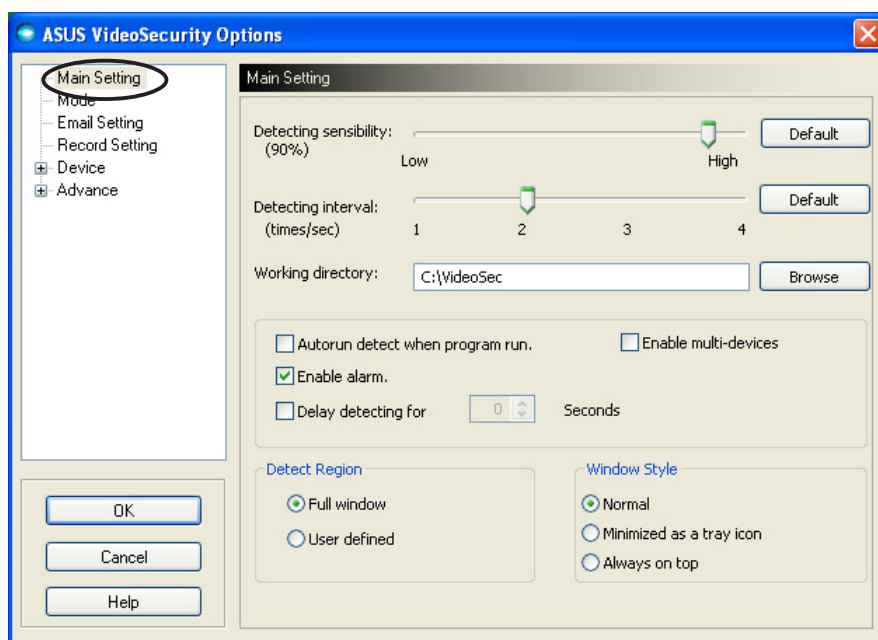 ASUS VideoSecurity Options
Main Setting
Mode
Email Setting
Record Setting
Device
Advance
OK
Cancel
Help
Main Setting
Detecting sensibility:
(90%)
Low
High
Default
Detecting interval:
(times/sec)
1 2 3 4
Default
Working directory:
C:\VideoSec
Browse
Autorun detect when program run.
Enable multi-devices
Enable alarm.
Delay detecting for 0 Seconds
Detect Region
Full window
User defined
Window Style
Normal
Minimized as a tray icon
Always on top